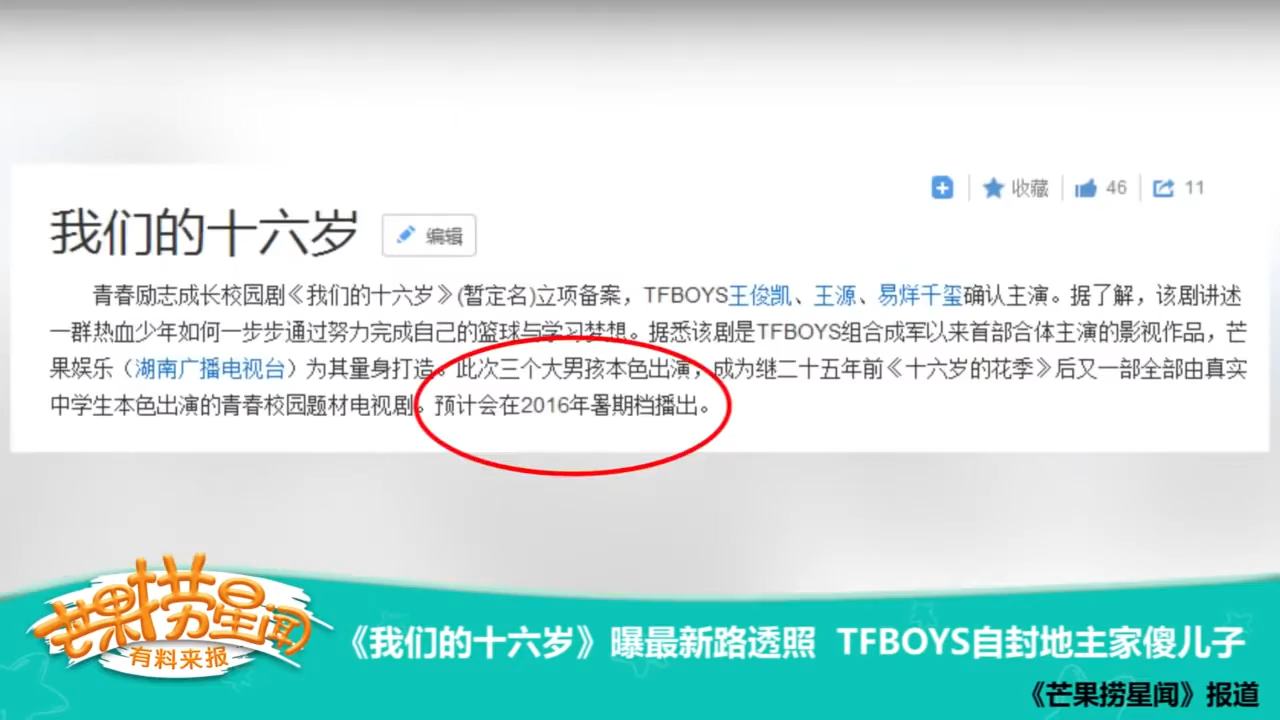 收藏 46 11
我们的十六岁 编辑
青春励志成长校园剧《我们的十六岁》(暂定名)立项备案，TFBOYS王俊凯、王源、易烊千玺确认主演。据了解，该剧讲述
一群热血少年如何一步步通过努力完成自己的篮球与学习梦想。据悉该剧是TFBOYS组合成军以来首部合体主演的影视作品，芒
果娱乐（湖南广播电视台）为其量身打造。此次三个大男孩本色出演，成为继二十五年前《十六岁的花季》后又一部全部由真实
中学生本色出演的青春校园题材电视剧。预计会在2016年暑期档播出。
芒果捞星闻
有料来报
《我们的十六岁》曝最新路透照 TFBOYS自封地主家傻儿子
《芒果捞星闻》报道